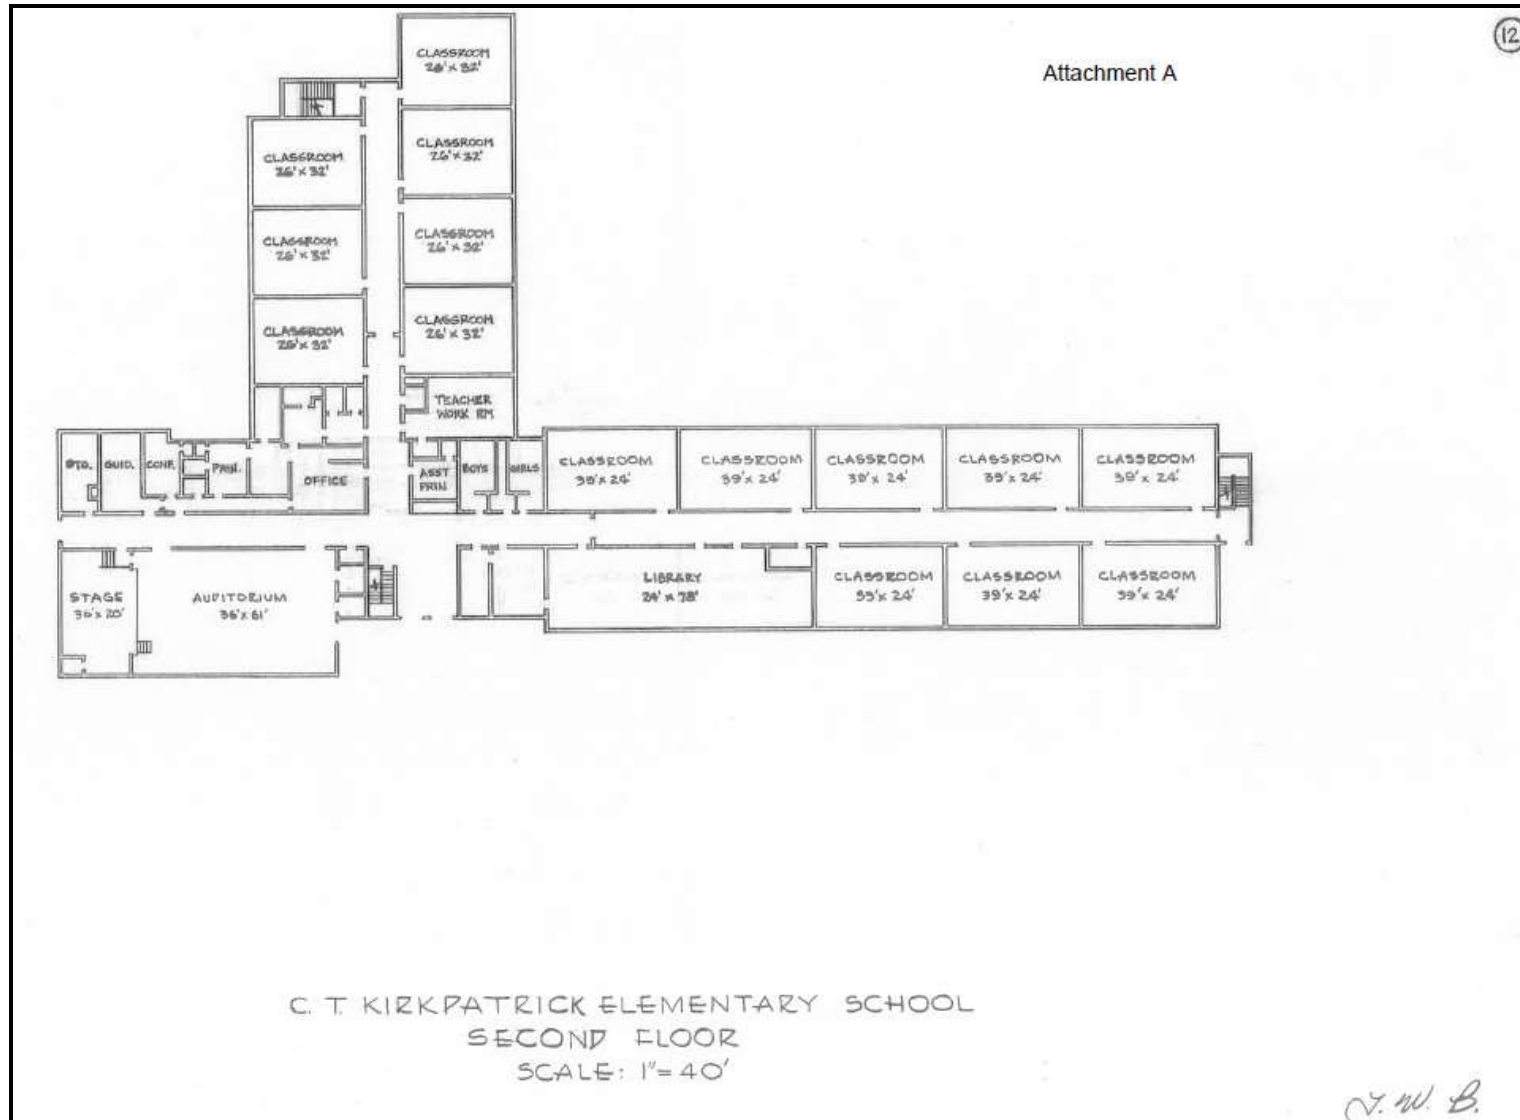 12
Attachment A
CLASSROOM
26' x 32'
CLASSROOM
26' x 32'
CLASSROOM
26' x 32'
CLASSROOM
26' x 32'
CLASSROOM
26' x 32'
CLASSROOM
26' x 32'
CLASSROOM
26' x 32'
TEACHER
WORK RM
STG.
GUID.
CONF.
PRIN.
OFFICE
ASST
PRIN
BOYS
GIRLS
CLASSROOM
39' x 24'
CLASSROOM
39' x 24'
CLASSROOM
39' x 24'
CLASSROOM
39' x 24'
CLASSROOM
39' x 24'
STAGE
36' x 20'
AUDITORIUM
36' x 61'
LIBRARY
24' x 78'
CLASSROOM
39' x 24'
CLASSROOM
39' x 24'
CLASSROOM
39' x 24'
C. T. KIRKPATRICK ELEMENTARY SCHOOL
SECOND FLOOR
SCALE: 1" = 40'
J. W. B.